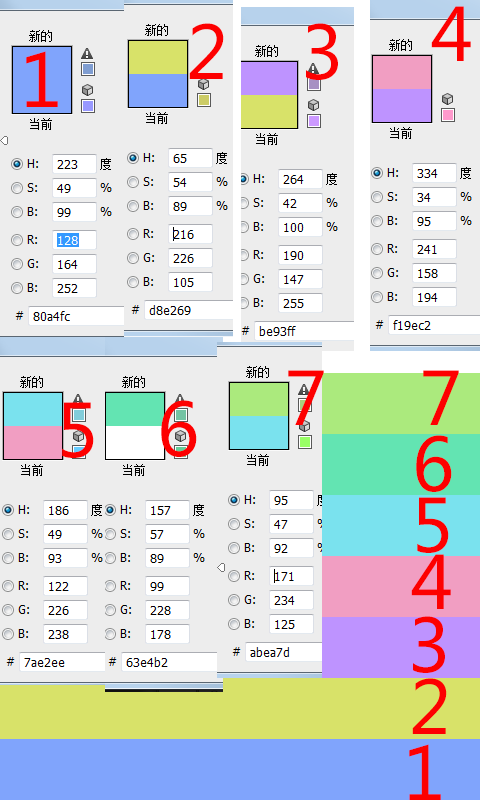 新的
1
当前
H: 223 度
S: 49 %
B: 99 %
R: 128
G: 164
B: 252
# 80a4fc
新的
2
当前
H: 65 度
S: 54 %
B: 89 %
R: 216
G: 226
B: 105
# d8e269
新的
3
当前
H: 264 度
S: 42 %
B: 100 %
R: 190
G: 147
B: 255
# be93ff
新的
4
当前
H: 334 度
S: 34 %
B: 95 %
R: 241
G: 158
B: 194
# f19ec2
新的
5
当前
H: 186 度
S: 49 %
B: 93 %
R: 122
G: 226
B: 238
# 7ae2ee
新的
6
当前
H: 157 度
S: 57 %
B: 89 %
R: 99
G: 228
B: 178
# 63e4b2
新的
7
当前
H: 95 度
S: 47 %
B: 92 %
R: 171
G: 234
B: 125
# abea7d
7
6
5
4
3
2
1